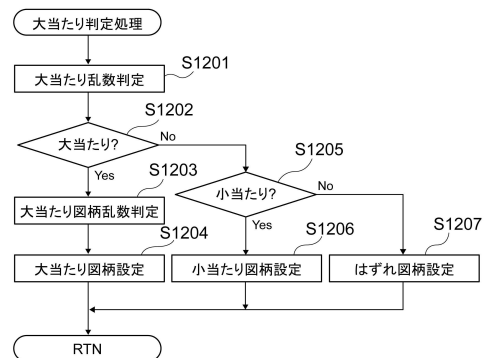 大当たり判定処理
S1201
大当たり乱数判定
S1202
大当たり?
No
Yes
S1203
S1205
小当たり?
No
Yes
大当たり図柄乱数判定
S1204
S1206
S1207
大当たり図柄設定
小当たり図柄設定
はずれ図柄設定
RTN